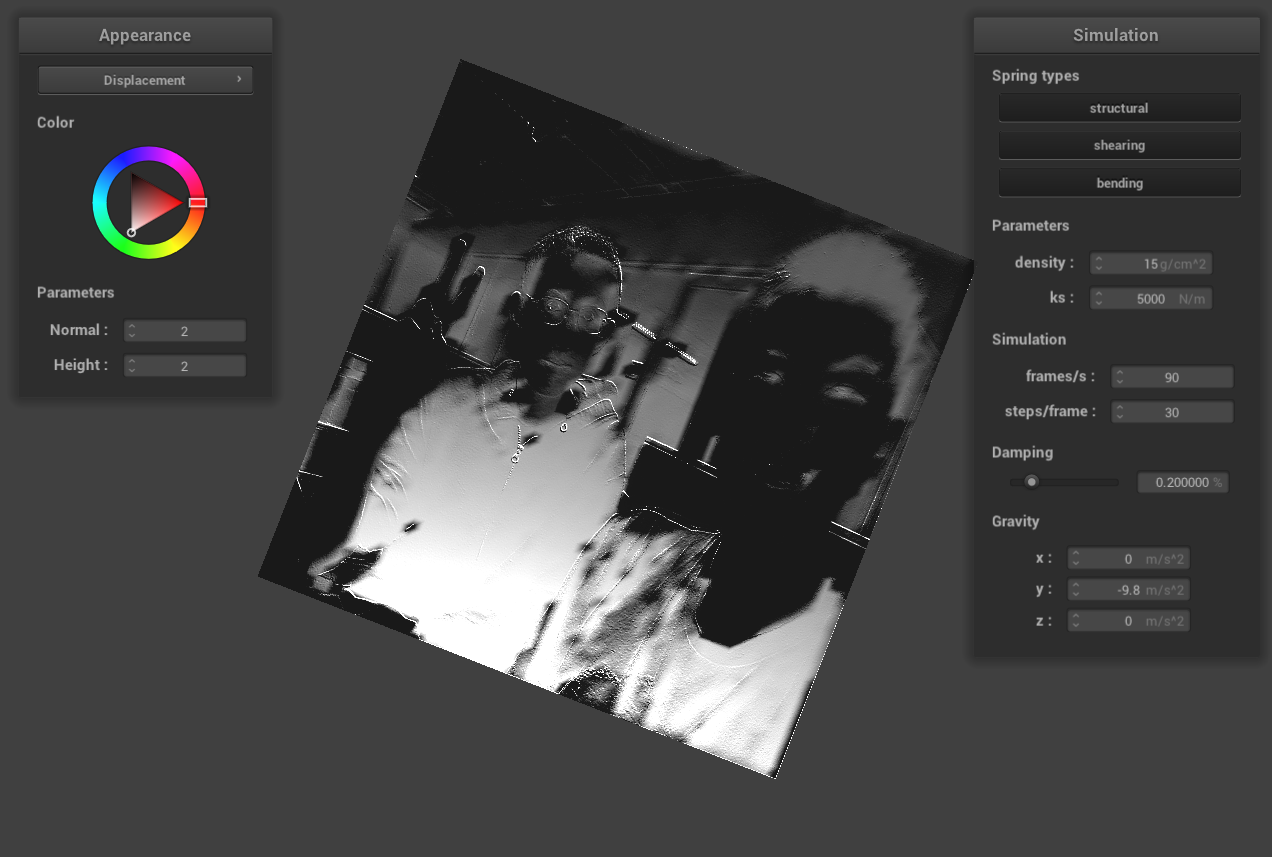 Appearance
Displacement ›
Color
Parameters
Normal : 2
Height : 2
Simulation
Spring types
structural
shearing
bending
Parameters
density : 15 g/cm^2
ks : 5000 N/m
Simulation
frames/s : 90
steps/frame : 30
Damping
0.200000 %
Gravity
x : 0 m/s^2
y : -9.8 m/s^2
z : 0 m/s^2